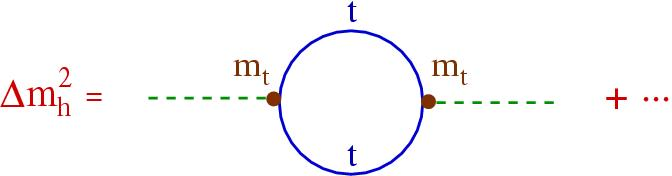 t
Δm_h^2 = m_t m_t + ···
t